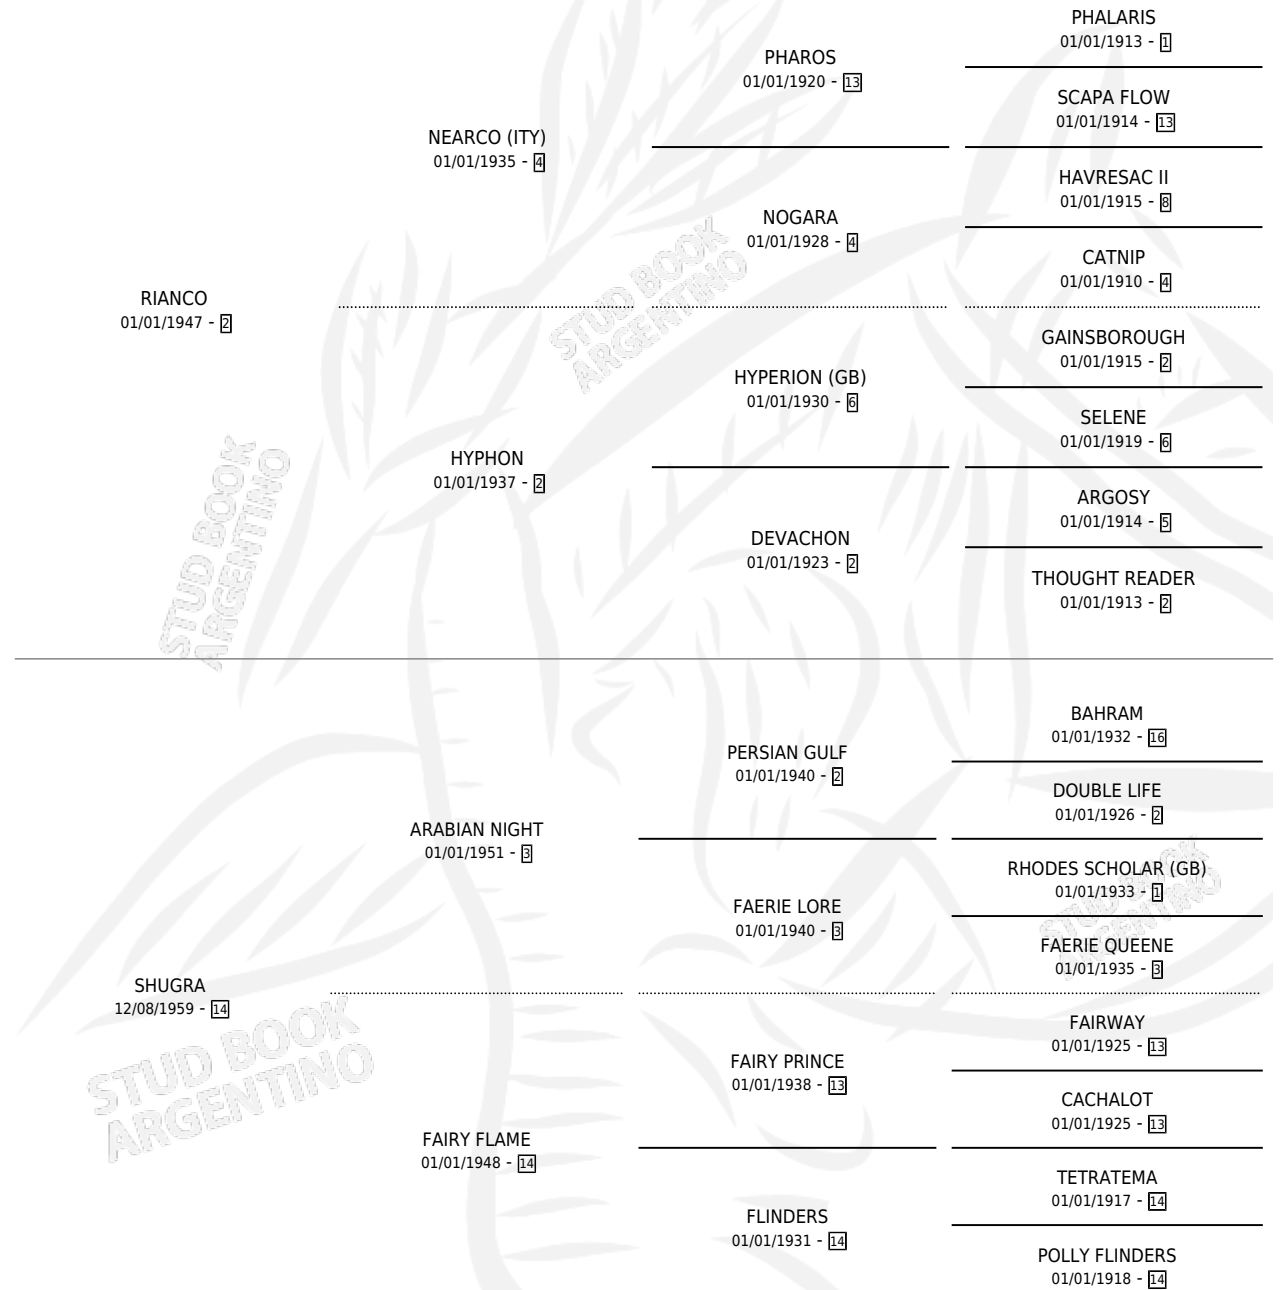 PHALARIS
01/01/1913 - 1
PHAROS
01/01/1920 - 13
SCAPA FLOW
01/01/1914 - 13
NEARCO (ITY)
01/01/1935 - 4
HAVRESAC II
01/01/1915 - 8
NOGARA
01/01/1928 - 4
CATNIP
01/01/1910 - 4
RIANCO
01/01/1947 - 2
STUD BOOK
ARGENTINO
GAINSBOROUGH
01/01/1915 - 2
HYPERION (GB)
01/01/1930 - 6
SELENE
01/01/1919 - 6
HYPHON
01/01/1937 - 2
ARGOSY
01/01/1914 - 5
DEVACHON
01/01/1923 - 2
THOUGHT READER
01/01/1913 - 2
STUD BOOK
ARGENTINO
BAHRAM
01/01/1932 - 16
PERSIAN GULF
01/01/1940 - 2
DOUBLE LIFE
01/01/1926 - 2
ARABIAN NIGHT
01/01/1951 - 3
RHODES SCHOLAR (GB)
01/01/1933 - 1
FAERIE LORE
01/01/1940 - 3
FAERIE QUEENE
01/01/1935 - 3
STUD BOOK
ARGENTINO
SHUGRA
12/08/1959 - 14
FAIRWAY
01/01/1925 - 13
FAIRY PRINCE
01/01/1938 - 13
CACHALOT
01/01/1925 - 13
STUD BOOK
ARGENTINO
FAIRY FLAME
01/01/1948 - 14
TETRATEMA
01/01/1917 - 14
FLINDERS
01/01/1931 - 14
POLLY FLINDERS
01/01/1918 - 14